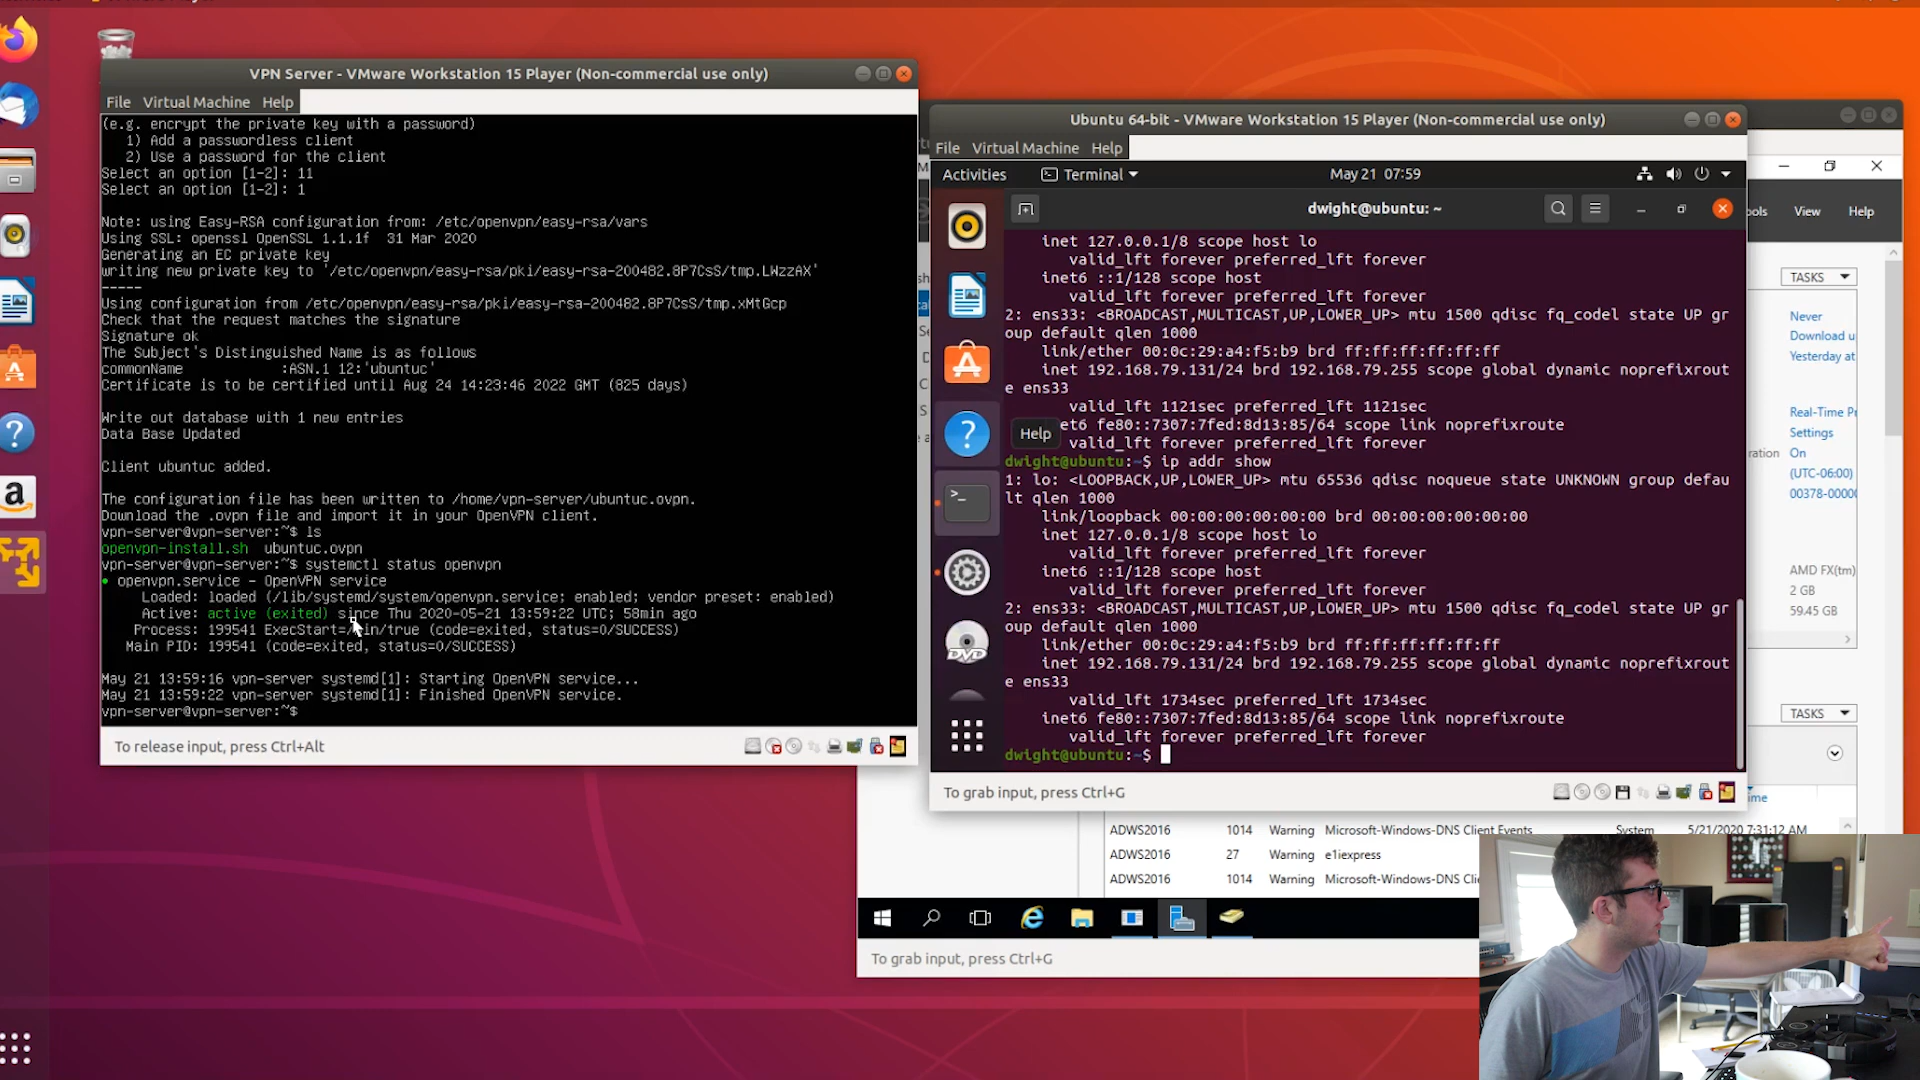 VPN Server - VMware Workstation 15 Player (Non-commercial use only)
File Virtual Machine Help
(e.g. encrypt the private key with a password)
1) Add a passwordless client
2) Use a password for the client
Select an option [1-2]: 11
Select an option [1-2]: 1
Note: using Easy-RSA configuration from: /etc/openvpn/easy-rsa/vars
Using SSL: openssl OpenSSL 1.1.1f 31 Mar 2020
Generating an EC private key
writing new private key to '/etc/openvpn/easy-rsa/pki/easy-rsa-200482.8P7CsS/tmp.LWzzAX'
-----
Using configuration from /etc/openvpn/easy-rsa/pki/easy-rsa-200482.8P7CsS/tmp.xMtGcp
Check that the request matches the signature
Signature ok
The Subject's Distinguished Name is as follows
commonName :ASN.1 12:'ubuntuc'
Certificate is to be certified until Aug 24 14:23:46 2022 GMT (825 days)
Write out database with 1 new entries
Data Base Updated
Client ubuntuc added.
The configuration file has been written to /home/vpn-server/ubuntuc.ovpn.
Download the .ovpn file and import it in your OpenVPN client.
vpn-server@vpn-server:~$ ls
openvpn-install.sh ubuntuc.ovpn
vpn-server@vpn-server:~$ systemctl status openvpn
● openvpn.service - OpenVPN service
Loaded: loaded (/lib/systemd/system/openvpn.service; enabled; vendor preset: enabled)
Active: active (exited) since Thu 2020-05-21 13:59:22 UTC; 58min ago
Process: 199541 ExecStart=/bin/true (code=exited, status=0/SUCCESS)
Main PID: 199541 (code=exited, status=0/SUCCESS)
May 21 13:59:16 vpn-server systemd[1]: Starting OpenVPN service...
May 21 13:59:22 vpn-server systemd[1]: Finished OpenVPN service.
vpn-server@vpn-server:~$
To release input, press Ctrl+Alt
Ubuntu 64-bit - VMware Workstation 15 Player (Non-commercial use only)
File Virtual Machine Help
Activities Terminal May 21 07:59
dwight@ubuntu: ~
inet 127.0.0.1/8 scope host lo
valid_lft forever preferred_lft forever
inet6 ::1/128 scope host
valid_lft forever preferred_lft forever
2: ens33: <BROADCAST,MULTICAST,UP,LOWER_UP> mtu 1500 qdisc fq_codel state UP gr
oup default qlen 1000
link/ether 00:0c:29:a4:f5:b9 brd ff:ff:ff:ff:ff:ff
inet 192.168.79.131/24 brd 192.168.79.255 scope global dynamic noprefixrout
e ens33
valid_lft 1121sec preferred_lft 1121sec
Help
et6 fe80::7307:7fed:8d13:85/64 scope link noprefixroute
valid_lft forever preferred_lft forever
dwight@ubuntu:~$ ip addr show
1: lo: <LOOPBACK,UP,LOWER_UP> mtu 65536 qdisc noqueue state UNKNOWN group defau
lt qlen 1000
link/loopback 00:00:00:00:00:00 brd 00:00:00:00:00:00
inet 127.0.0.1/8 scope host lo
valid_lft forever preferred_lft forever
inet6 ::1/128 scope host
valid_lft forever preferred_lft forever
2: ens33: <BROADCAST,MULTICAST,UP,LOWER_UP> mtu 1500 qdisc fq_codel state UP gr
oup default qlen 1000
link/ether 00:0c:29:a4:f5:b9 brd ff:ff:ff:ff:ff:ff
inet 192.168.79.131/24 brd 192.168.79.255 scope global dynamic noprefixrout
e ens33
valid_lft 1734sec preferred_lft 1734sec
inet6 fe80::7307:7fed:8d13:85/64 scope link noprefixroute
valid_lft forever preferred_lft forever
dwight@ubuntu:~$
To grab input, press Ctrl+G
ools View Help
TASKS
Never
Download u
Yesterday at
Real-Time Pr
Settings
ration On
(UTC-06:00)
00378-0000
AMD FX(tm)
2 GB
59.45 GB
TASKS
ime
ADWS2016 1014 Warning Microsoft-Windows-DNS Client Events System 5/21/2020 7:31:12 AM
ADWS2016 27 Warning e1iexpress
ADWS2016 1014 Warning Microsoft-Windows-DNS Clie
To grab input, press Ctrl+G